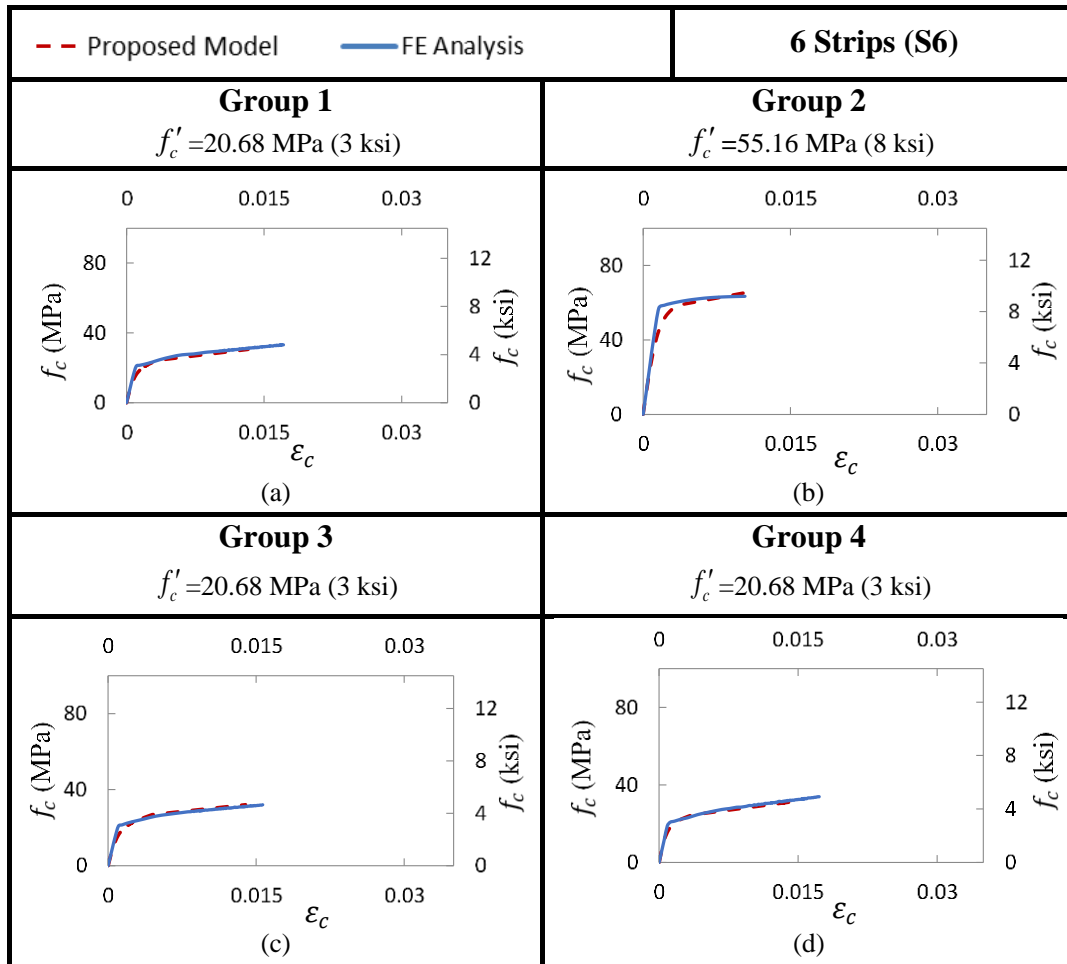 Proposed Model FE Analysis 6 Strips (S6)
Group 1
f′c =20.68 MPa (3 ksi)
Group 2
f′c =55.16 MPa (8 ksi)
0 0.015 0.03
80
40
0
12
8
4
0
fc (MPa)
fc (ksi)
0 0.015 0.03
εc
(a)
0 0.015 0.03
80
40
0
12
8
4
0
fc (MPa)
fc (ksi)
0 0.015 0.03
εc
(b)
Group 3
f′c =20.68 MPa (3 ksi)
Group 4
f′c =20.68 MPa (3 ksi)
0 0.015 0.03
80
40
0
12
8
4
0
fc (MPa)
fc (ksi)
0 0.015 0.03
εc
(c)
0 0.015 0.03
80
40
0
12
8
4
0
fc (MPa)
fc (ksi)
0 0.015 0.03
εc
(d)